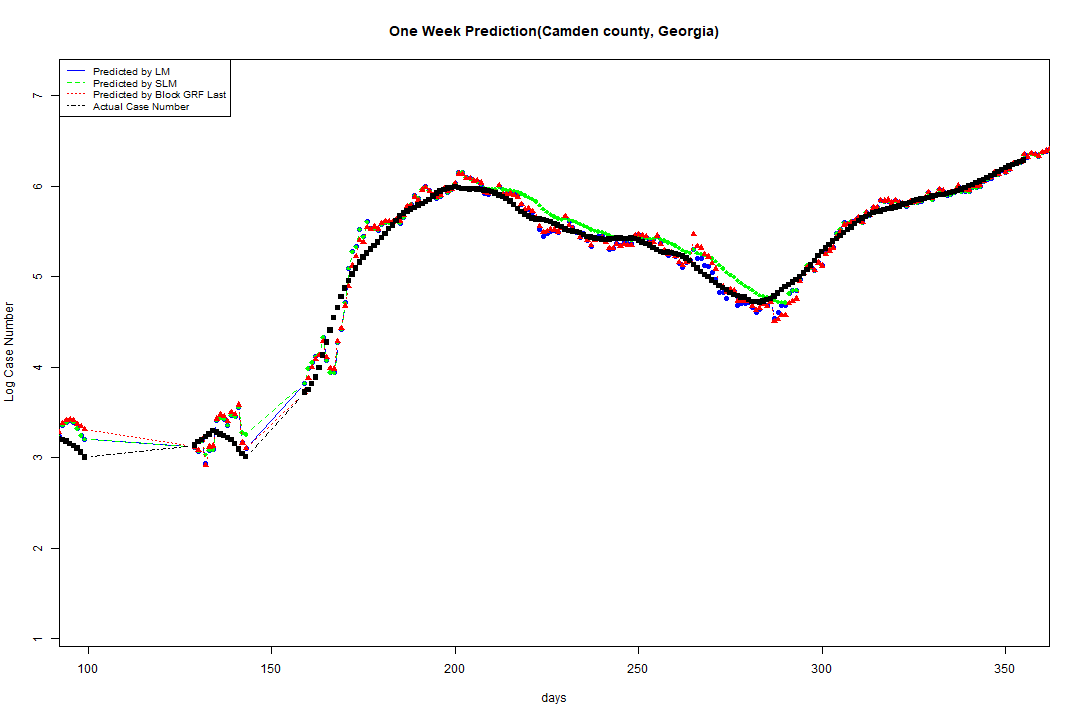 One Week Prediction(Camden county, Georgia)
Predicted by LM
Predicted by SLM
Predicted by Block GRF Last
Actual Case Number
7
6
5
4
3
2
1
Log Case Number
100 150 200 250 300 350
days